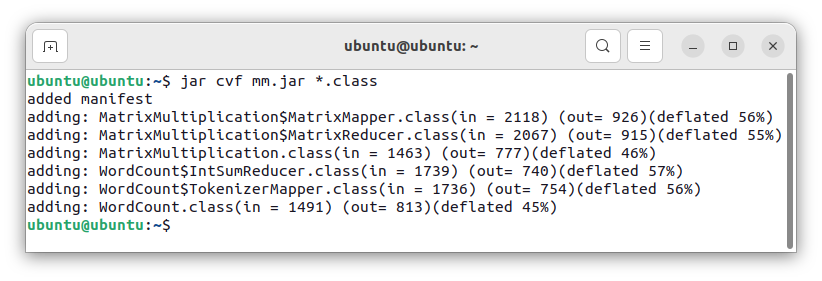 ubuntu@ubuntu: ~
ubuntu@ubuntu:~$ jar cvf mm.jar *.class
added manifest
adding: MatrixMultiplication$MatrixMapper.class(in = 2118) (out= 926)(deflated 56%)
adding: MatrixMultiplication$MatrixReducer.class(in = 2067) (out= 915)(deflated 55%)
adding: MatrixMultiplication.class(in = 1463) (out= 777)(deflated 46%)
adding: WordCount$IntSumReducer.class(in = 1739) (out= 740)(deflated 57%)
adding: WordCount$TokenizerMapper.class(in = 1736) (out= 754)(deflated 56%)
adding: WordCount.class(in = 1491) (out= 813)(deflated 45%)
ubuntu@ubuntu:~$